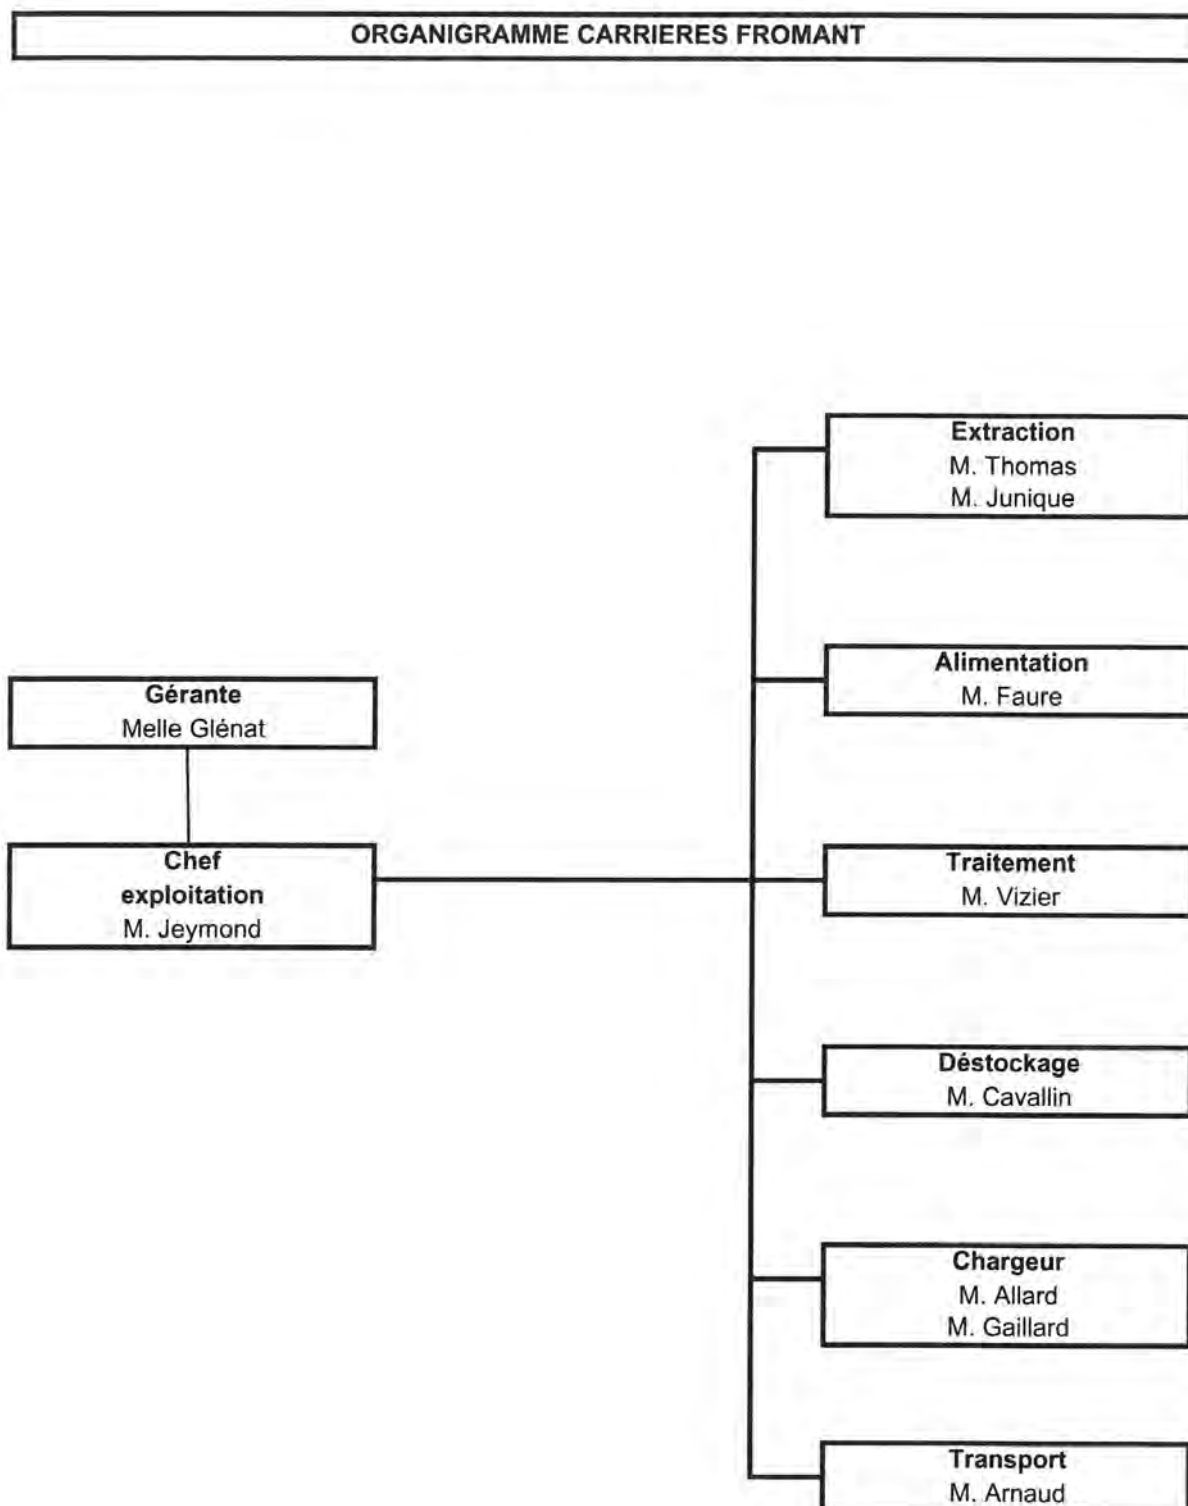 ORGANIGRAMME CARRIERES FROMANT
Gérante
Melle Glénat
Chef
exploitation
M. Jeymond
Extraction
M. Thomas
M. Junique
Alimentation
M. Faure
Traitement
M. Vizier
Déstockage
M. Cavallin
Chargeur
M. Allard
M. Gaillard
Transport
M. Arnaud